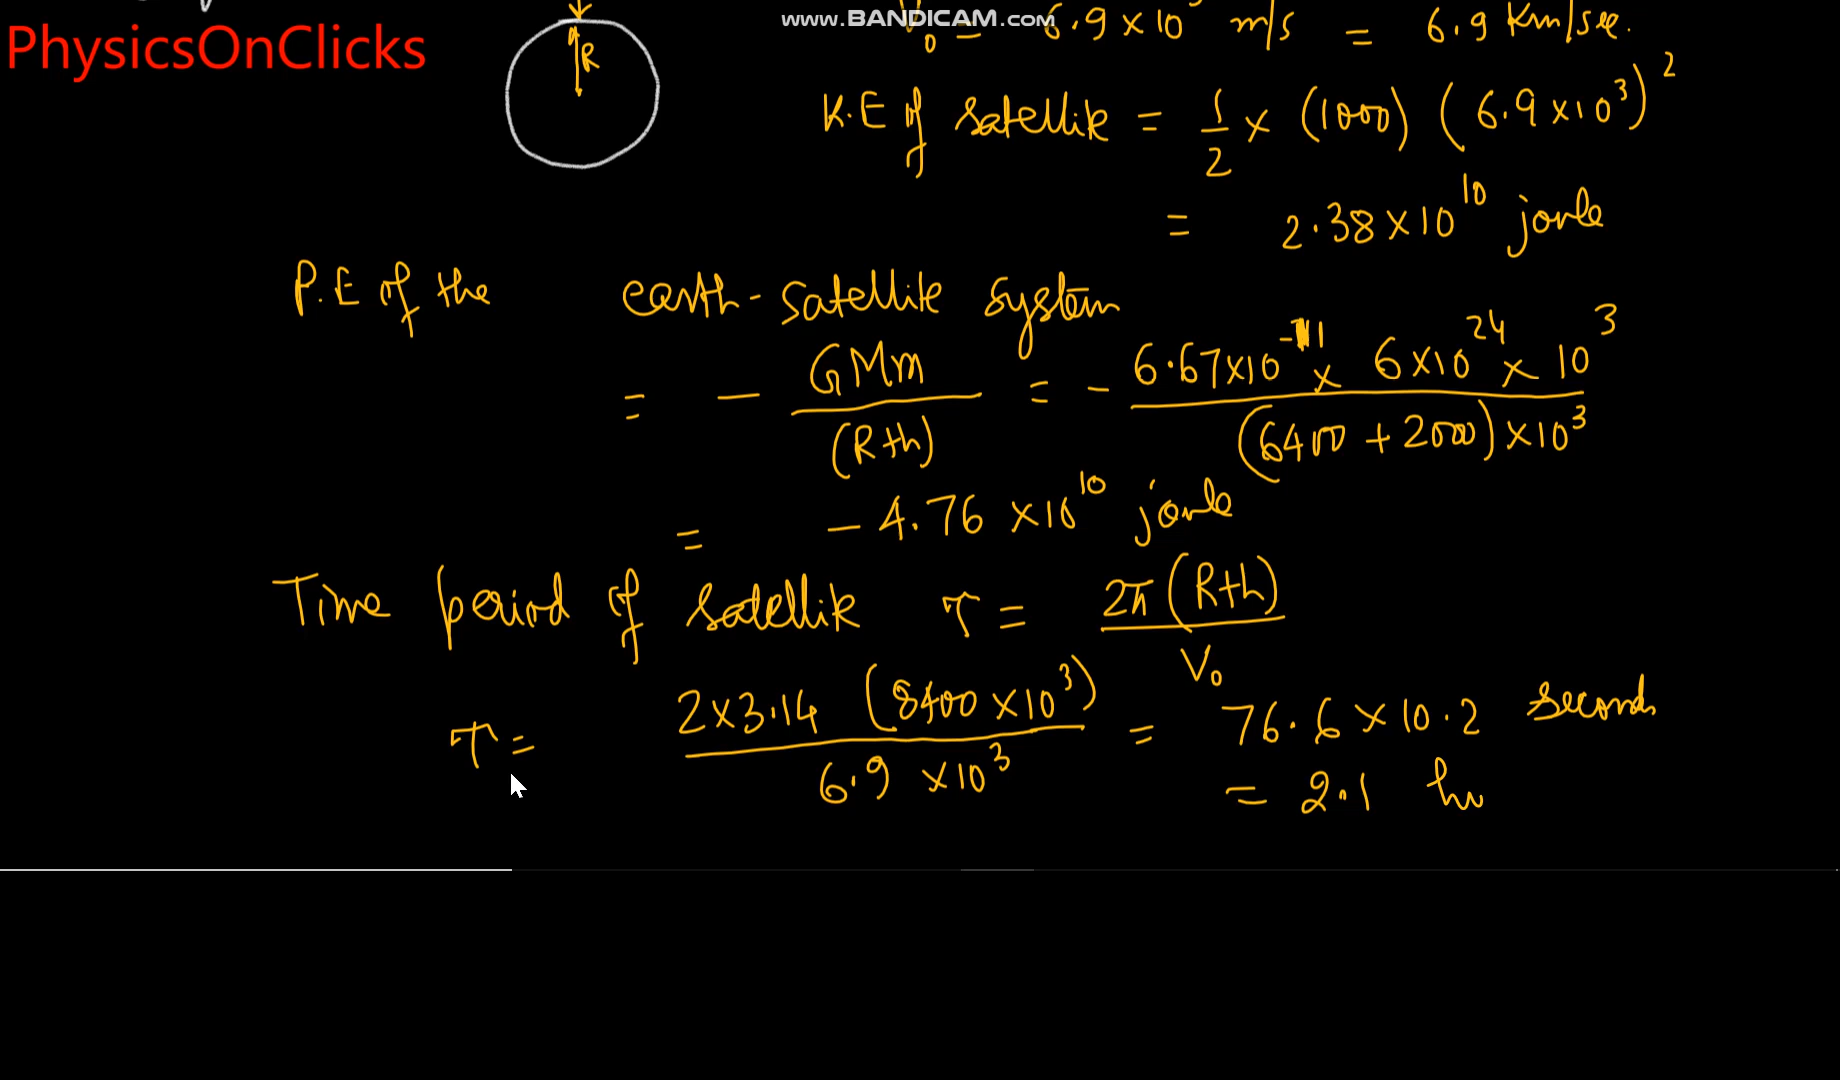 www.BANDICAM.com
PhysicsOnClicks
R
V0 = 6.9 × 10³ m/s = 6.9 Km/sec.
K.E of satellite = 1/2 × (1000) (6.9 × 10³)²
= 2.38 × 10¹⁰ joule
P.E of the earth - satellite system
= - GMm/(R+h) = - 6.67×10⁻¹¹ × 6×10²⁴ × 10³/(6400 + 2000)×10³
= - 4.76 ×10¹⁰ joule
Time period of satellite T = 2π (R+h)/V₀
T = 2×3.14 (8400 ×10³)/6.9 ×10³ = 76.6 × 10.2 seconds
= 2.1 hr